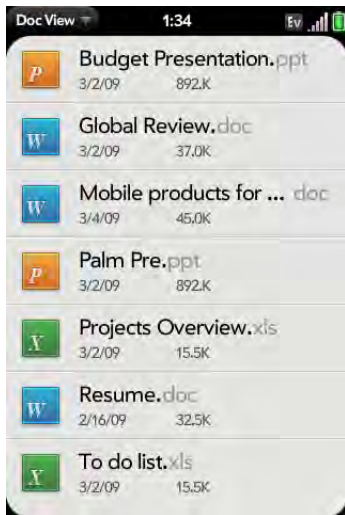 Doc View 1:34 Ev
P Budget Presentation.ppt
3/2/09 892.K
W Global Review.doc
3/2/09 37.0K
W Mobile products for ... doc
3/4/09 45.0K
P Palm Pre.ppt
3/2/09 892.K
X Projects Overview.xls
3/2/09 15.5K
W Resume.doc
2/16/09 32.5K
X To do list.xls
3/2/09 15.5K